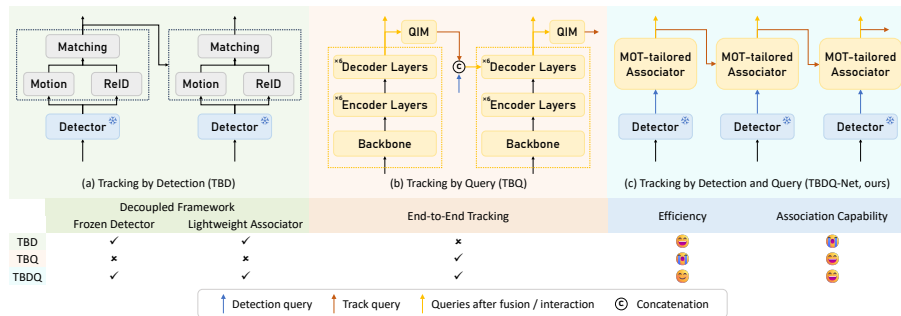 Matching
Motion
ReID
Detector
Matching
Motion
ReID
Detector
(a) Tracking by Detection (TBD)
QIM
×6 Decoder Layers
×6 Encoder Layers
Backbone
C
QIM
×6 Decoder Layers
×6 Encoder Layers
Backbone
(b) Tracking by Query (TBQ)
MOT-tailored
Associator
Detector
MOT-tailored
Associator
Detector
MOT-tailored
Associator
Detector
(c) Tracking by Detection and Query (TBDQ-Net, ours)
Decoupled Framework
Frozen Detector Lightweight Associator
End-to-End Tracking
Efficiency
Association Capability
TBD ✓ ✓ ✗
TBQ ✗ ✗ ✓
TBDQ ✓ ✓ ✓
Detection query
Track query
Queries after fusion / interaction
C Concatenation